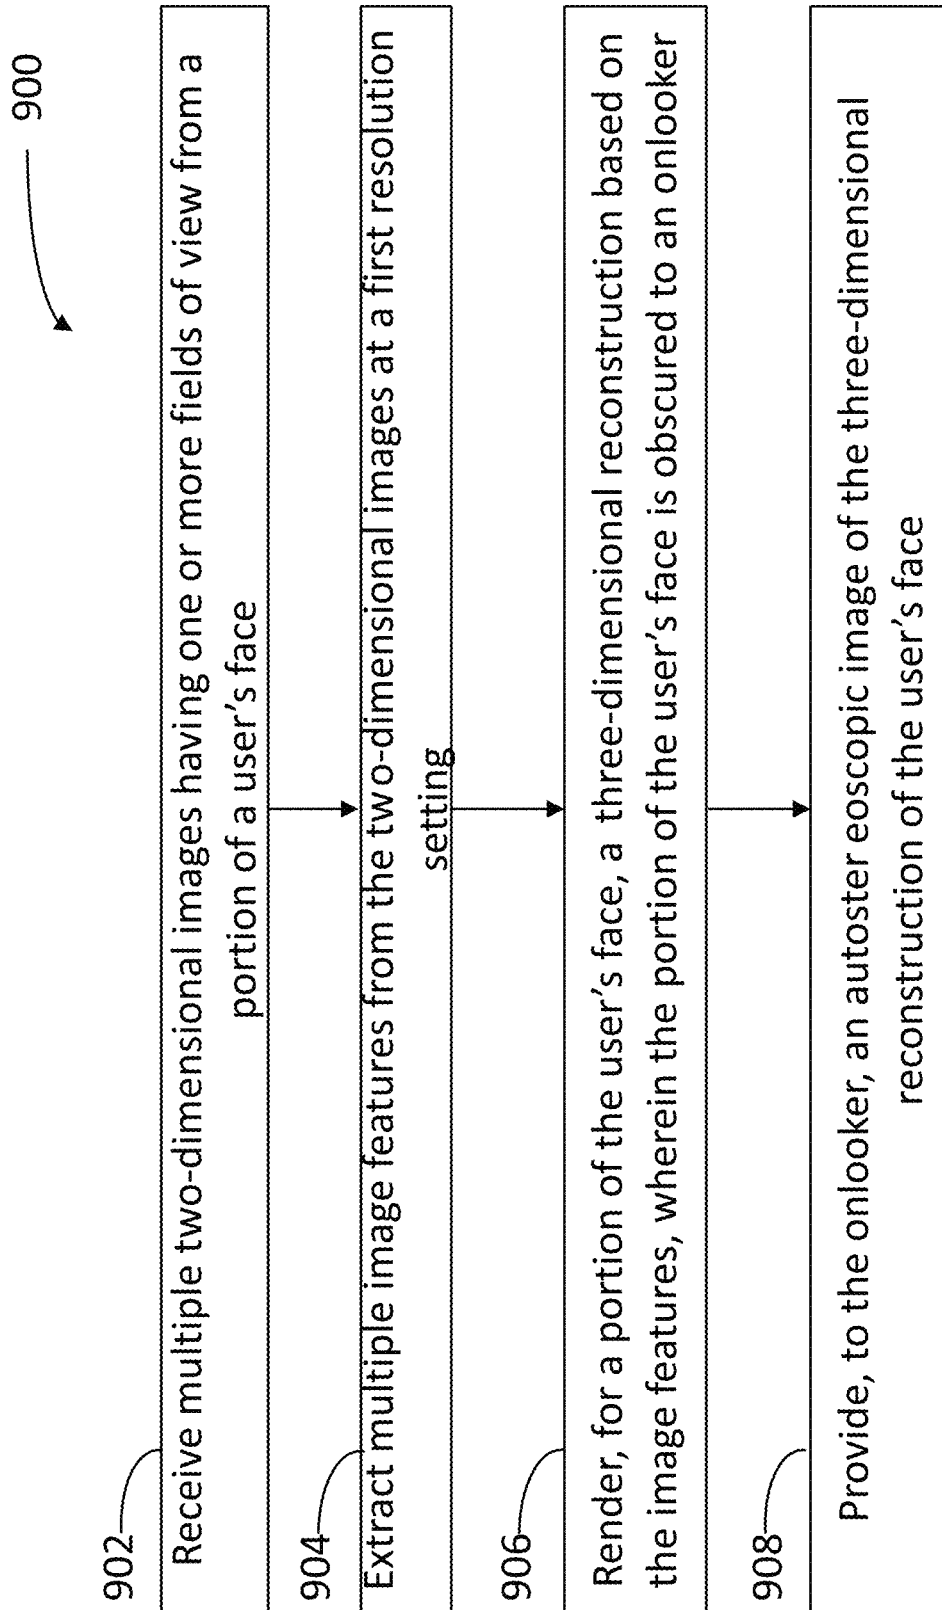 900
902
Receive multiple two-dimensional images having one or more fields of view from a
portion of a user's face
904
Extract multiple image features from the two-dimensional images at a first resolution
setting
906
Render, for a portion of the user's face, a three-dimensional reconstruction based on
the image features, wherein the portion of the user's face is obscured to an onlooker
908
Provide, to the onlooker, an autoster eoscopic image of the three-dimensional
reconstruction of the user's face